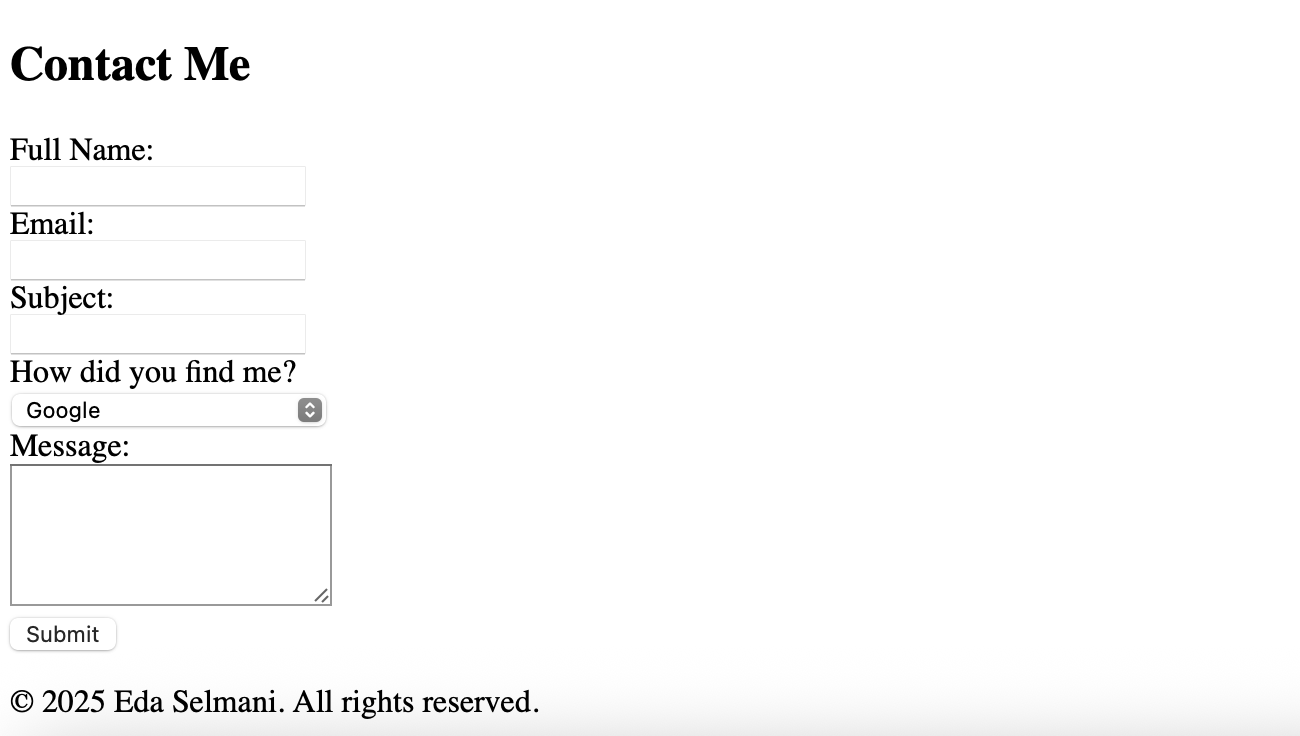 Contact Me
Full Name:
Email:
Subject:
How did you find me?
Google
Message:
Submit
© 2025 Eda Selmani. All rights reserved.